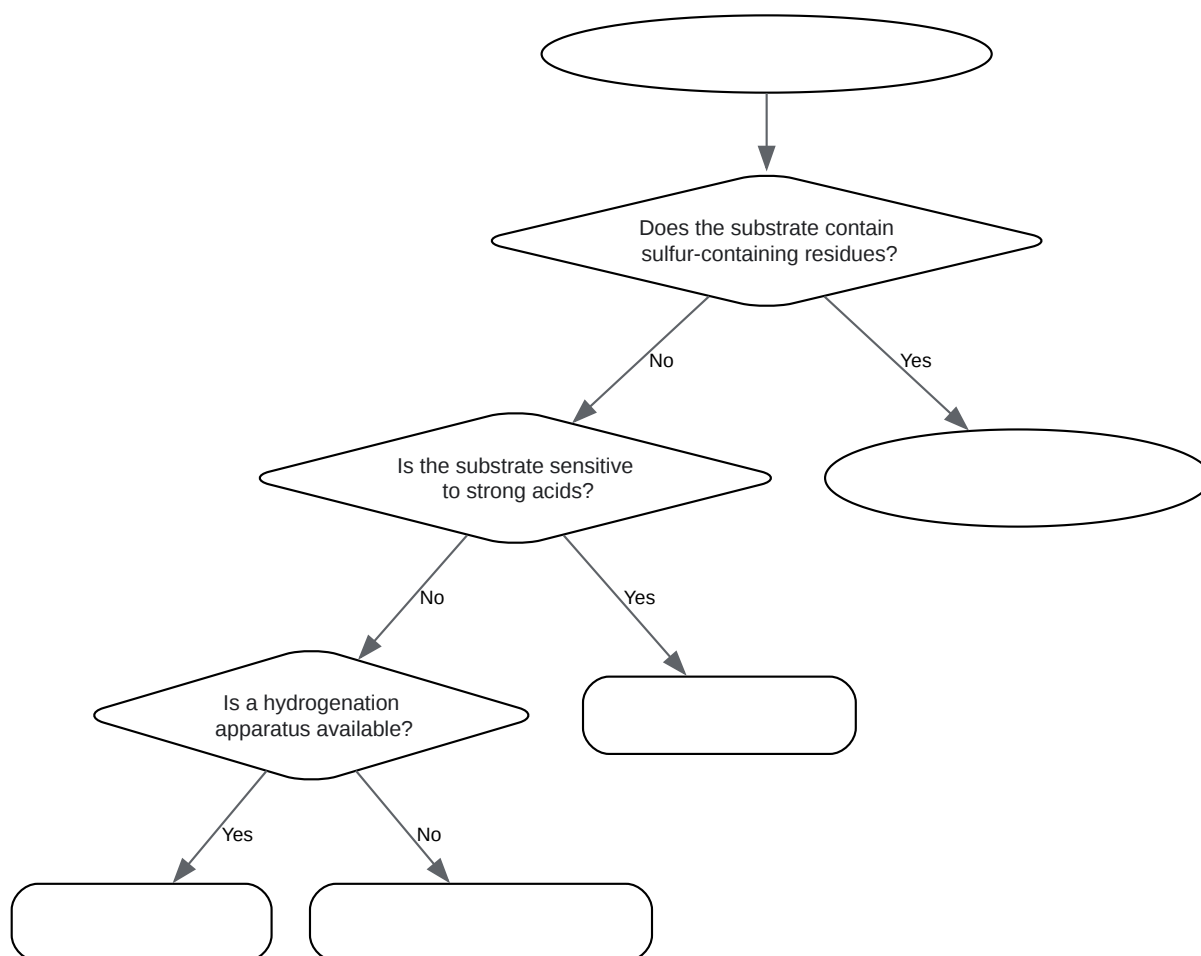 Does the substrate contain
sulfur-containing residues?
No
Yes
Is the substrate sensitive
to strong acids?
No
Yes
Is a hydrogenation
apparatus available?
Yes
No